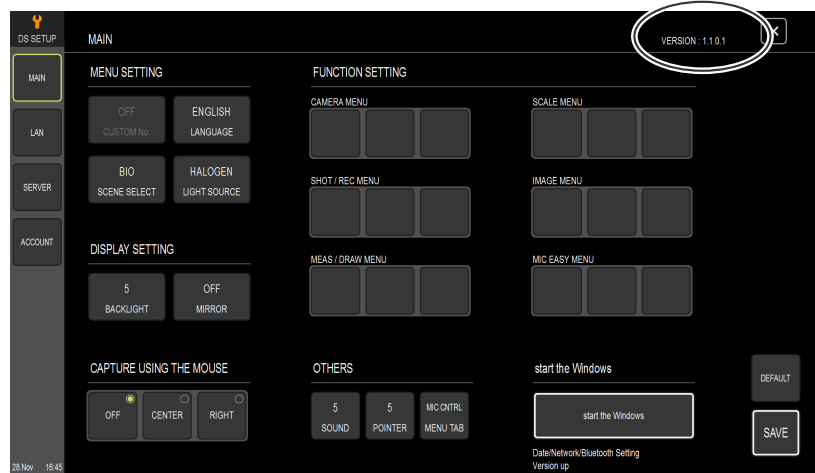 DS SETUP
MAIN
VERSION : 1.1.0.1
MAIN
LAN
SERVER
ACCOUNT
MENU SETTING
OFF
CUSTOM No.
ENGLISH
LANGUAGE
BIO
SCENE SELECT
HALOGEN
LIGHT SOURCE
DISPLAY SETTING
5
BACKLIGHT
OFF
MIRROR
CAPTURE USING THE MOUSE
OFF
CENTER
RIGHT
FUNCTION SETTING
CAMERA MENU
SCALE MENU
SHOT / REC MENU
IMAGE MENU
MEAS / DRAW MENU
MIC EASY MENU
OTHERS
5
SOUND
5
POINTER
MIC CNTRL
MENU TAB
start the Windows
start the Windows
Date/Network/Bluetooth Setting
Version up
DEFAULT
SAVE
28.Nov 16:45